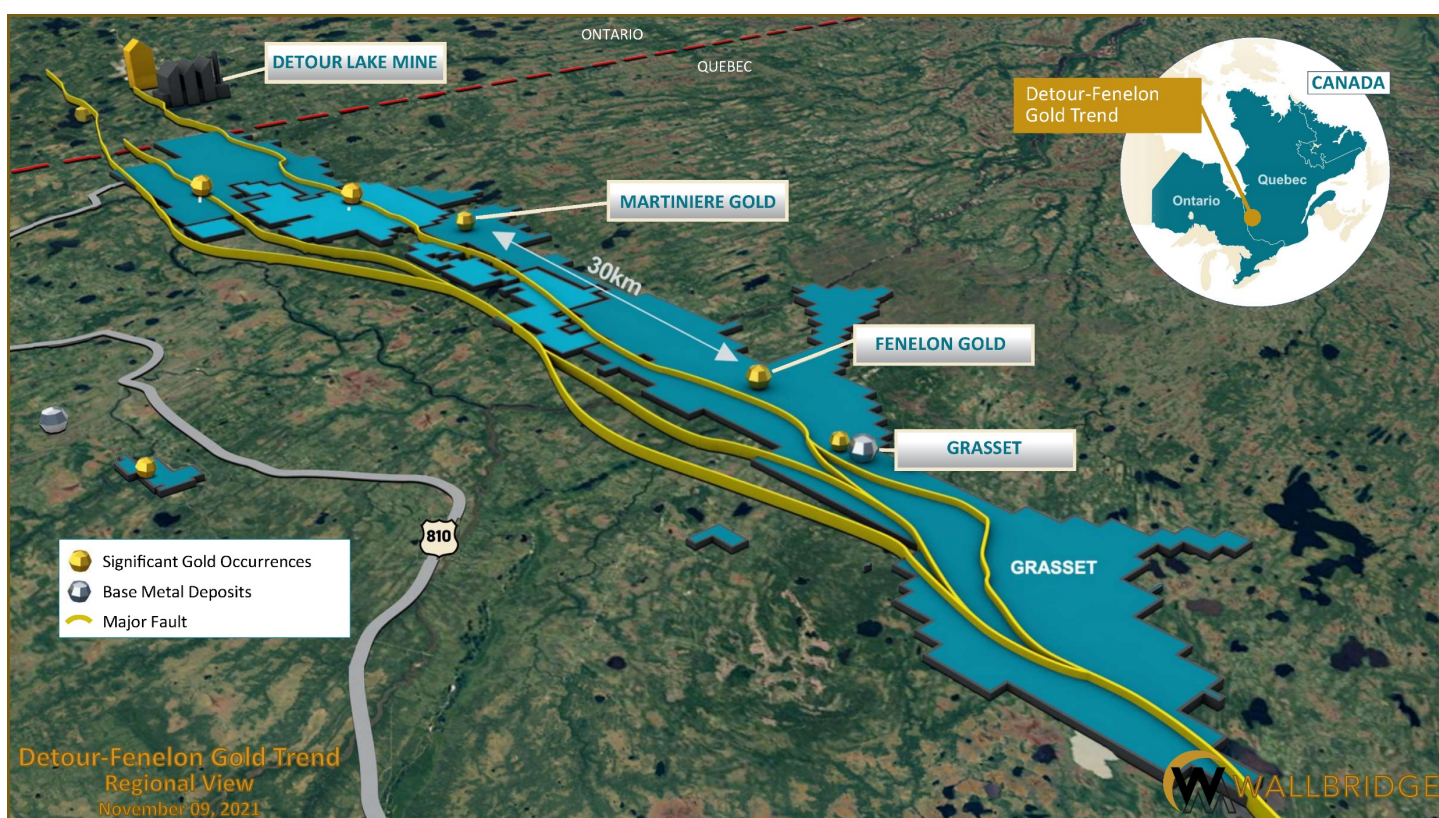 ONTARIO
QUEBEC
DETOUR LAKE MINE
CANADA
Detour-Fenelon
Gold Trend
Quebec
Ontario
MARTINIERE GOLD
30km
FENELON GOLD
GRASSET
810
GRASSET
Significant Gold Occurrences
Base Metal Deposits
Major Fault
Detour-Fenelon Gold Trend
Regional View
November 09, 2021
WALLBRIDGE